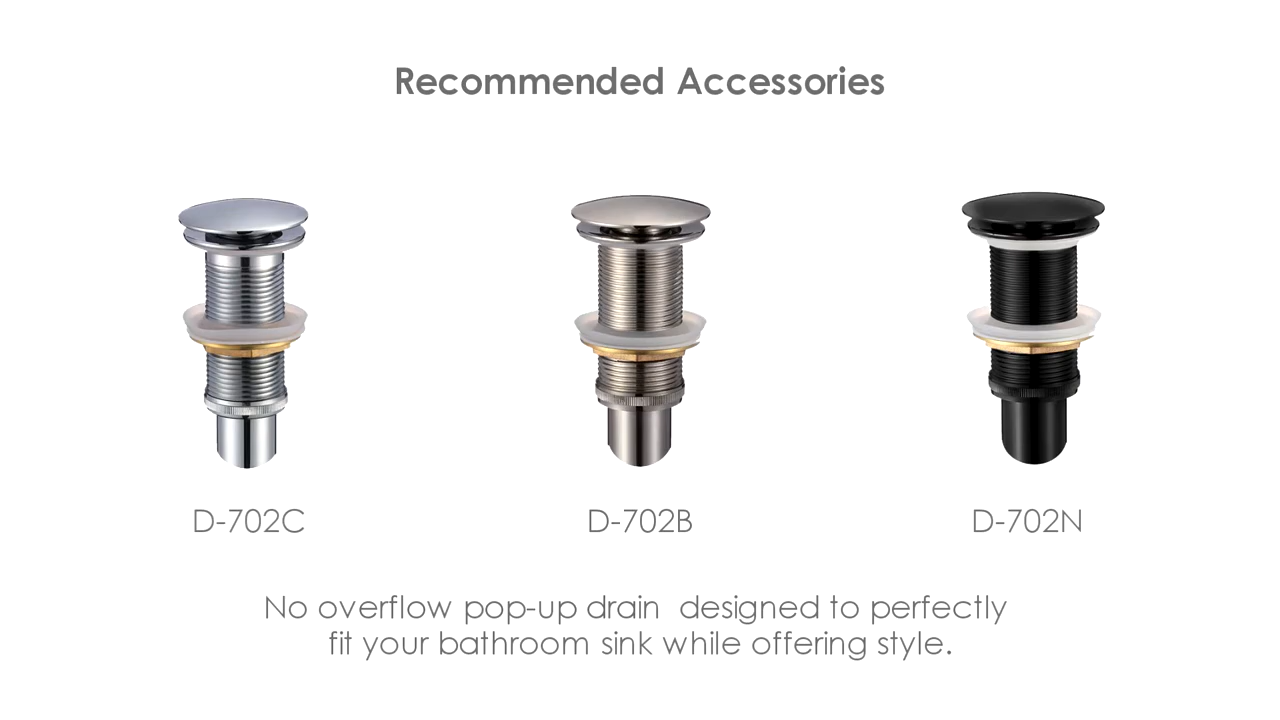 Recommended Accessories
D-702C
D-702B
D-702N
No overflow pop-up drain  designed to perfectly
fit your bathroom sink while offering style.